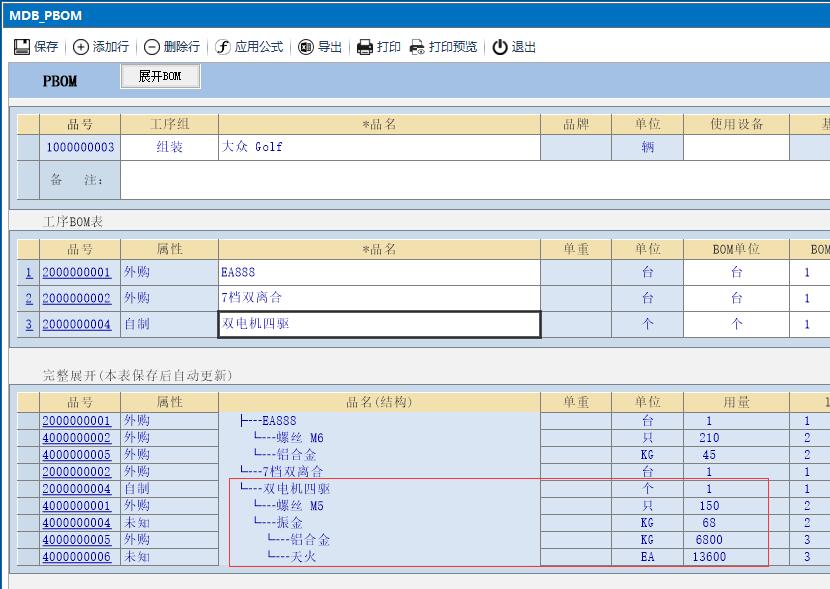 MDB_PBOM
保存 添加行 删除行 应用公式 导出 打印 打印预览 退出
PBOM 展开BOM
品号 工序组 *品名 品牌 单位 使用设备
1000000003 组装 大众 Golf 辆
备 注：
工序BOM表
品号 属性 *品名 单重 单位 BOM单位 BOM
1 2000000001 外购 EA888 台 台 1
2 2000000002 外购 7档双离合 台 台 1
3 2000000004 自制 双电机四驱 个 个 1
完整展开(本表保存后自动更新)
品号 属性 品名(结构) 单重 单位 用量 1
2000000001 外购 ├---EA888 台 1 1
4000000002 外购 └---螺丝 M6 只 210 2
4000000005 外购 └---铝合金 KG 45 2
2000000002 外购 └---7档双离合 台 1 1
2000000004 自制 └---双电机四驱 个 1 1
4000000001 外购 └---螺丝 M5 只 150 2
4000000004 未知 └---振金 KG 68 2
4000000005 外购 └---铝合金 KG 6800 3
4000000006 未知 └---天火 EA 13600 3